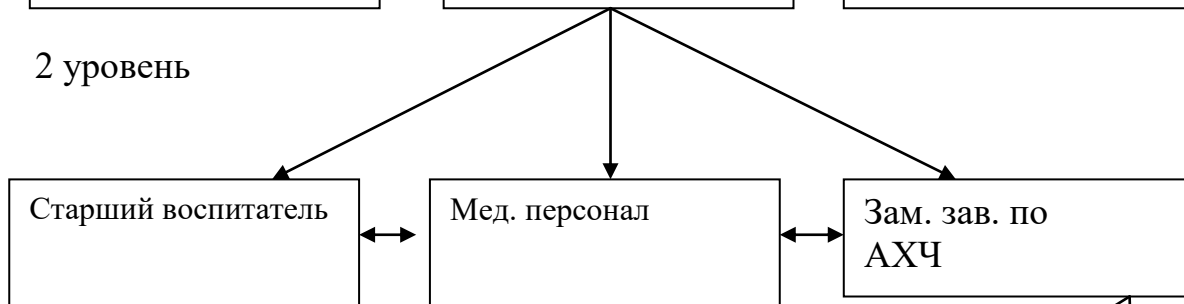 2 уровень
Старший воспитатель
Мед. персонал
Зам. зав. по
АХЧ